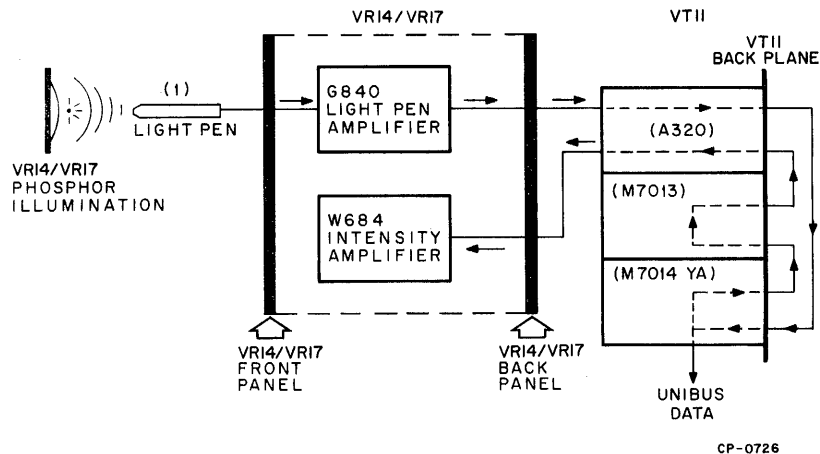 VR14/VR17
VT11
VT11
BACK PLANE
(1)
LIGHT PEN
G840
LIGHT PEN
AMPLIFIER
(A320)
VR14/VR17
PHOSPHOR
ILLUMINATION
W684
INTENSITY
AMPLIFIER
(M7013)
(M7014 YA)
VR14/VR17
FRONT
PANEL
VR14/VR17
BACK
PANEL
UNIBUS
DATA
CP-0726